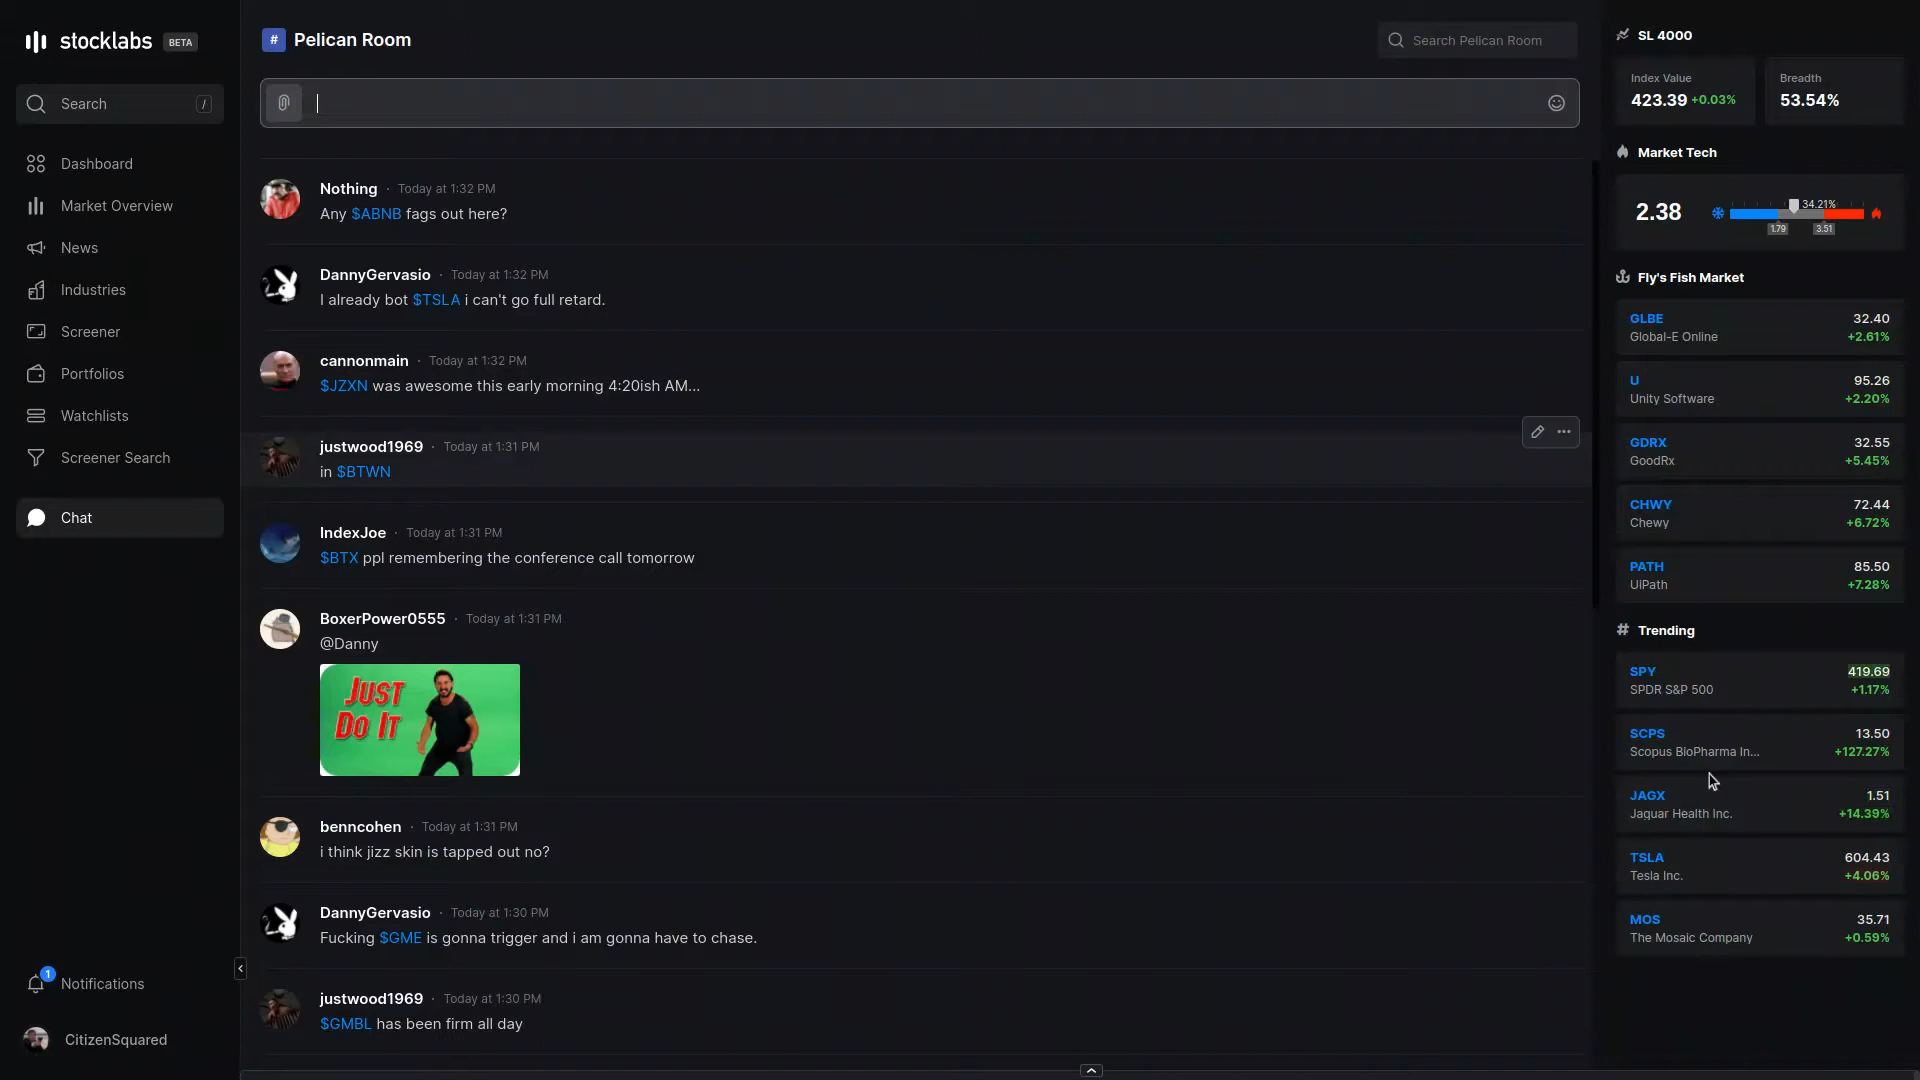 stocklabs BETA
Search /
Dashboard
Market Overview
News
Industries
Screener
Portfolios
Watchlists
Screener Search
Chat
1
Notifications
CitizenSquared
# Pelican Room
Search Pelican Room
Nothing · Today at 1:32 PM
Any $ABNB fags out here?
DannyGervasio · Today at 1:32 PM
I already bot $TSLA i can't go full retard.
cannonmain · Today at 1:32 PM
$JZXN was awesome this early morning 4:20ish AM...
justwood1969 · Today at 1:31 PM
in $BTWN
IndexJoe · Today at 1:31 PM
$BTX ppl remembering the conference call tomorrow
BoxerPower0555 · Today at 1:31 PM
@Danny
JUST
DO IT
benncohen · Today at 1:31 PM
i think jizz skin is tapped out no?
DannyGervasio · Today at 1:30 PM
Fucking $GME is gonna trigger and i am gonna have to chase.
justwood1969 · Today at 1:30 PM
$GMBL has been firm all day
SL 4000
Index Value Breadth
423.39 +0.03% 53.54%
Market Tech
2.38 34.21%
1.79 3.51
Fly's Fish Market
GLBE 32.40
Global-E Online +2.61%
U 95.26
Unity Software +2.20%
GDRX 32.55
GoodRx +5.45%
CHWY 72.44
Chewy +6.72%
PATH 85.50
UiPath +7.28%
# Trending
SPY 419.69
SPDR S&P 500 +1.17%
SCPS 13.50
Scopus BioPharma In... +127.27%
JAGX 1.51
Jaguar Health Inc. +14.39%
TSLA 604.43
Tesla Inc. +4.06%
MOS 35.71
The Mosaic Company +0.59%